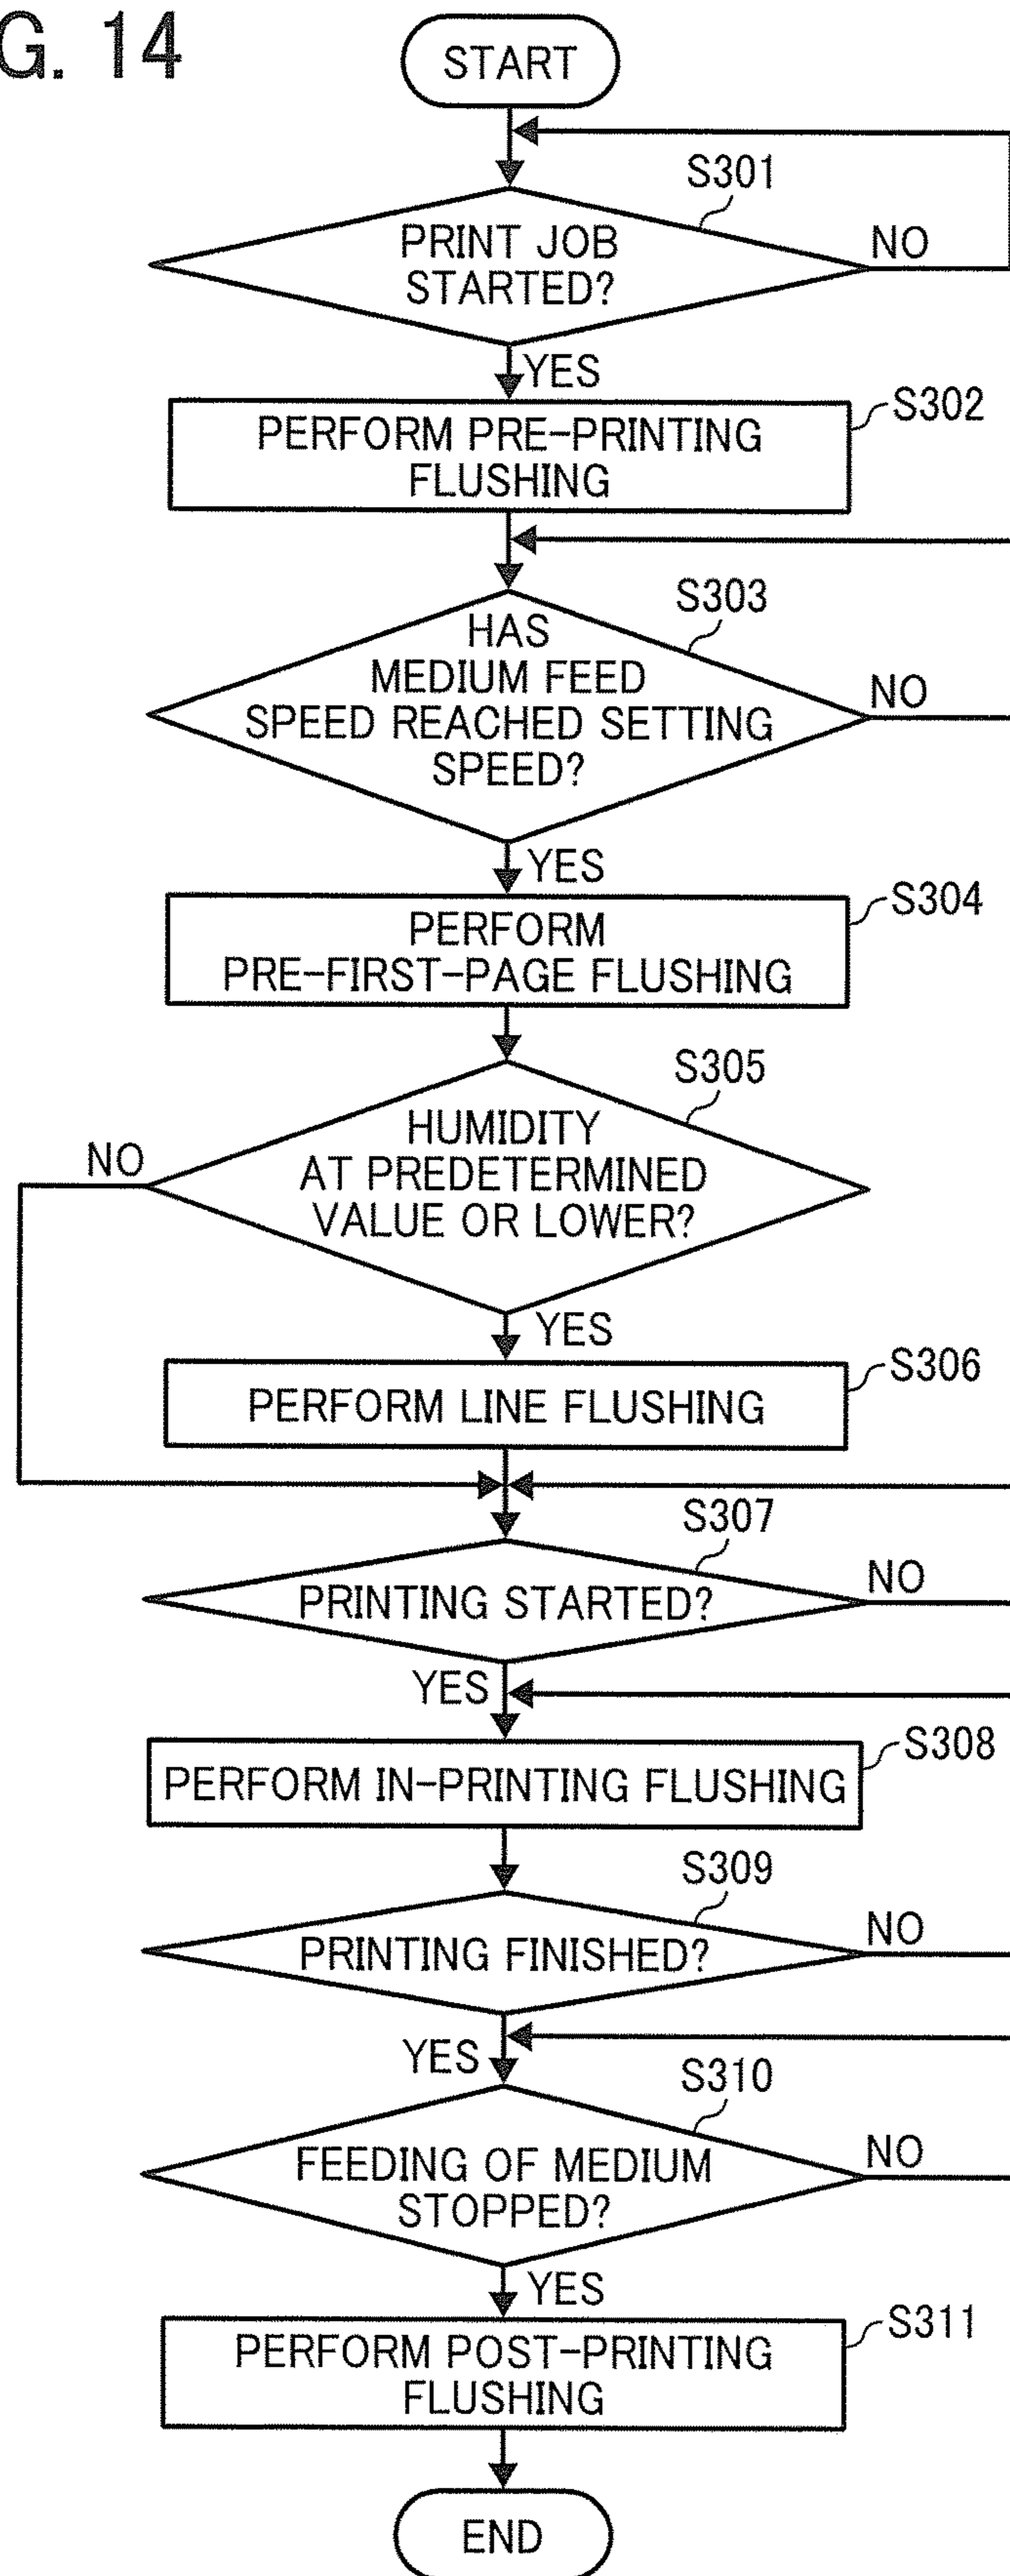 G. 14
START
S301
PRINT JOB
STARTED?
NO
YES
S302
PERFORM PRE-PRINTING
FLUSHING
S303
HAS
MEDIUM FEED
SPEED REACHED SETTING
SPEED?
NO
YES
S304
PERFORM
PRE-FIRST-PAGE FLUSHING
S305
HUMIDITY
AT PREDETERMINED
VALUE OR LOWER?
NO
YES
S306
PERFORM LINE FLUSHING
S307
PRINTING STARTED?
NO
YES
S308
PERFORM IN-PRINTING FLUSHING
S309
PRINTING FINISHED?
NO
YES
S310
FEEDING OF MEDIUM
STOPPED?
NO
YES
S311
PERFORM POST-PRINTING
FLUSHING
END